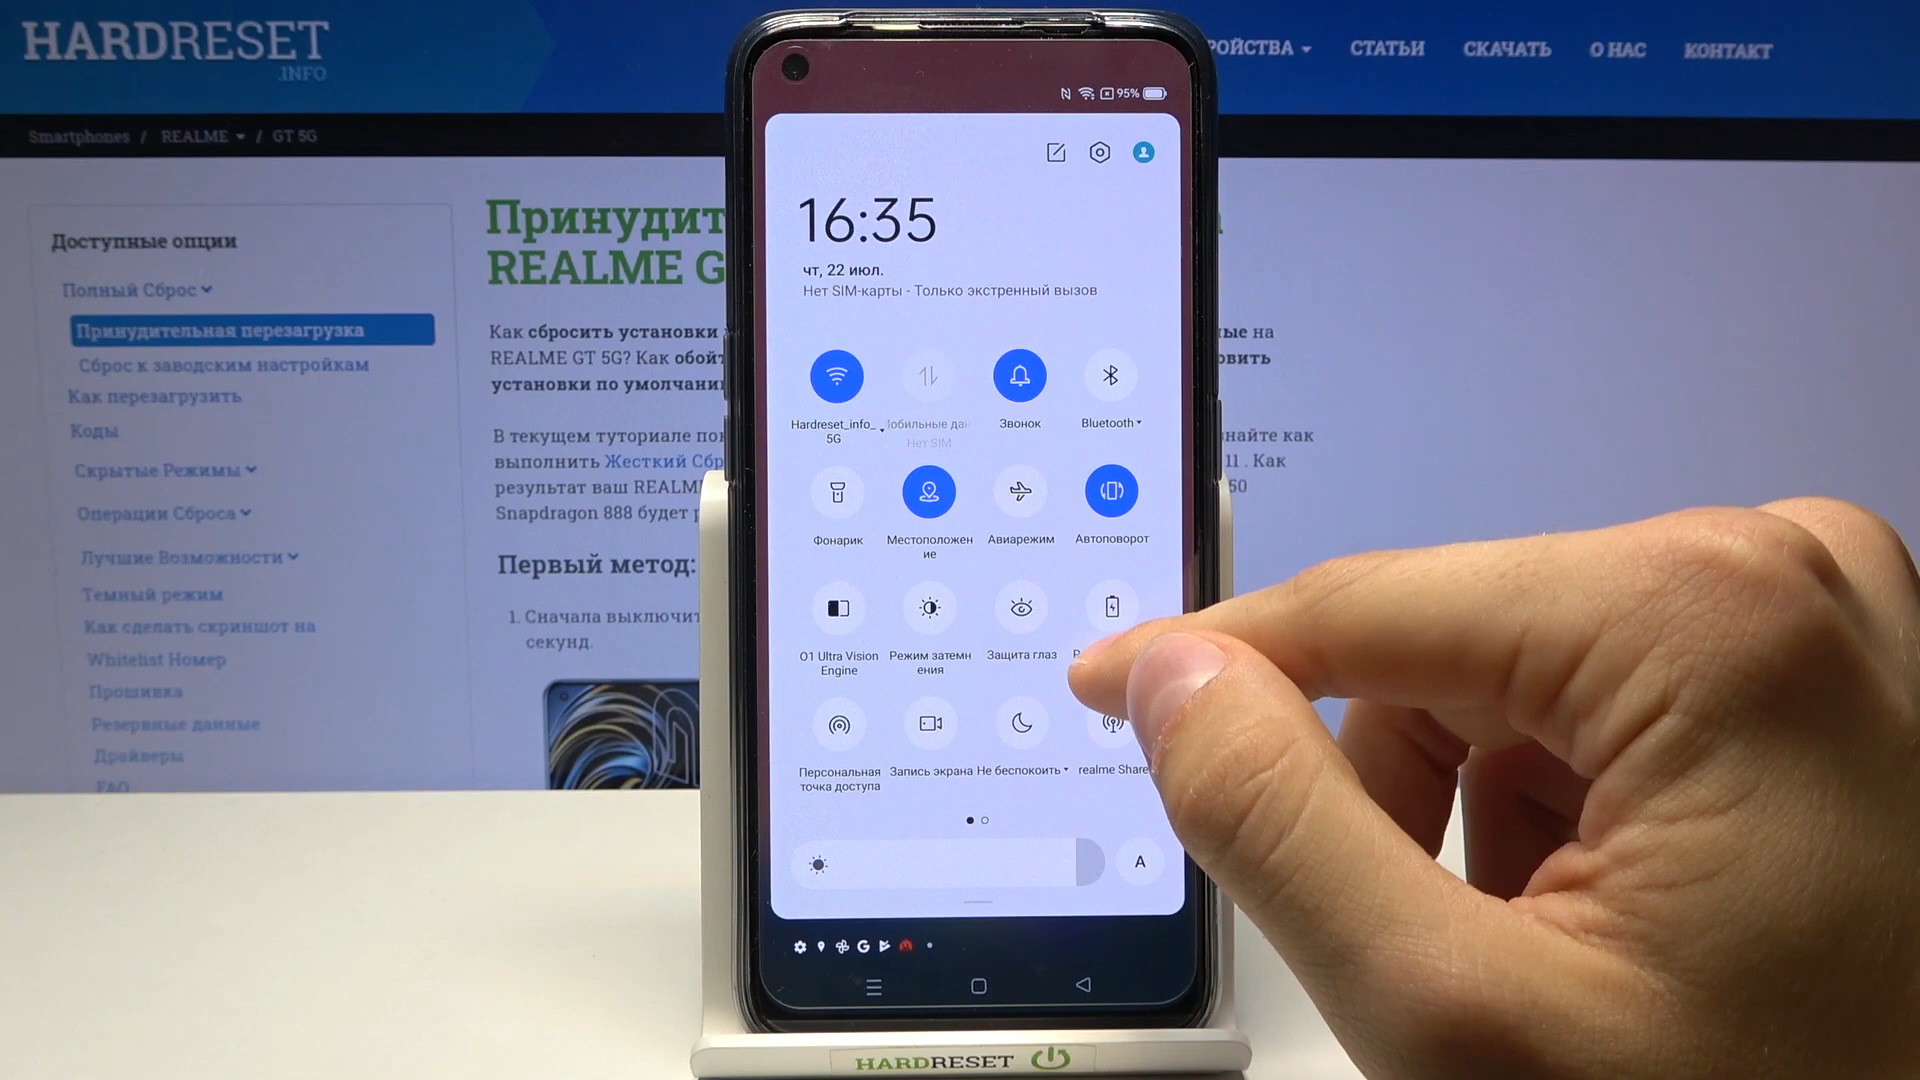 HARDRESET
.INFO
РОЙСТВА
СТАТЬИ
СКАЧАТЬ
О НАС
КОНТАКТ
Smartphones / REALME / GT 5G
Доступные опции
Полный Сброс
Принудительная перезагрузка
Сброс к заводским настройкам
Как перезагрузить
Коды
Скрытые Режимы
Операции Сброса
Лучшие Возможности
Темный режим
Как сделать скриншот на
Whitelist Номер
Прошивка
Резервные данные
Драйверы
FAQ
Принудит
REALME G
Как сбросить установки
ные на
REALME GT 5G? Как обойт
овить
установки по умолчани
В текущем туториале по
знайте как
выполнить Жесткий Сбр
11 . Как
результат ваш REALM
50
Snapdragon 888 будет
Первый метод:
1. Сначала выключит
секунд.
95%
16:35
чт, 22 июл.
Нет SIM-карты - Только экстренный вызов
Hardreset_info_
5G
обильные дан
Нет SIM
Звонок
Bluetooth
Фонарик
Местоположен
ие
Авиарежим
Автоповорот
O1 Ultra Vision
Engine
Режим затемн
ения
Защита глаз
Персональная
точка доступа
Запись экрана
Не беспокоить
realme Share
A
G
HARDRESET